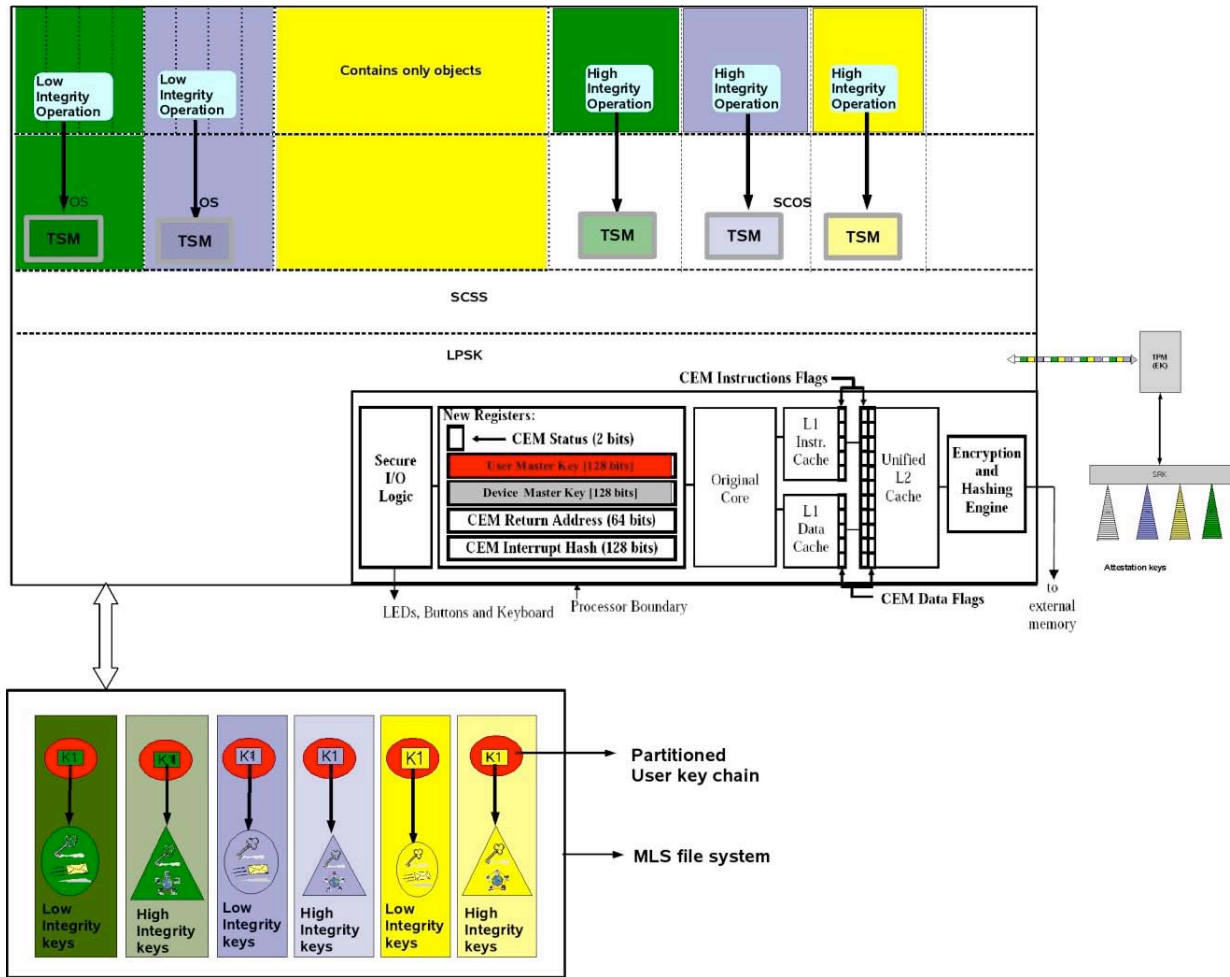 Low
Integrity
Operation
Low
Integrity
Operation
Contains only objects
High
Integrity
Operation
High
Integrity
Operation
High
Integrity
Operation
OS
OS
SCOS
TSM
TSM
TSM
TSM
TSM
SCSS
LPSK
TPM
(EK)
SRK
Attestation keys
CEM Instructions Flags
Secure
I/O
Logic
New Registers:
CEM Status (2 bits)
User Master Key [128 bits]
Device Master Key [128 bits]
CEM Return Address (64 bits)
CEM Interrupt Hash (128 bits)
Original
Core
L1
Instr.
Cache
L1
Data
Cache
Unified
L2
Cache
Encryption
and
Hashing
Engine
CEM Data Flags
LEDs, Buttons and Keyboard
Processor Boundary
to
external
memory
K1
K1
K1
K1
K1
K1
Partitioned
User key chain
MLS file system
Low
Integrity
keys
High
Integrity
keys
Low
Integrity
keys
High
Integrity
keys
Low
Integrity
keys
High
Integrity
keys